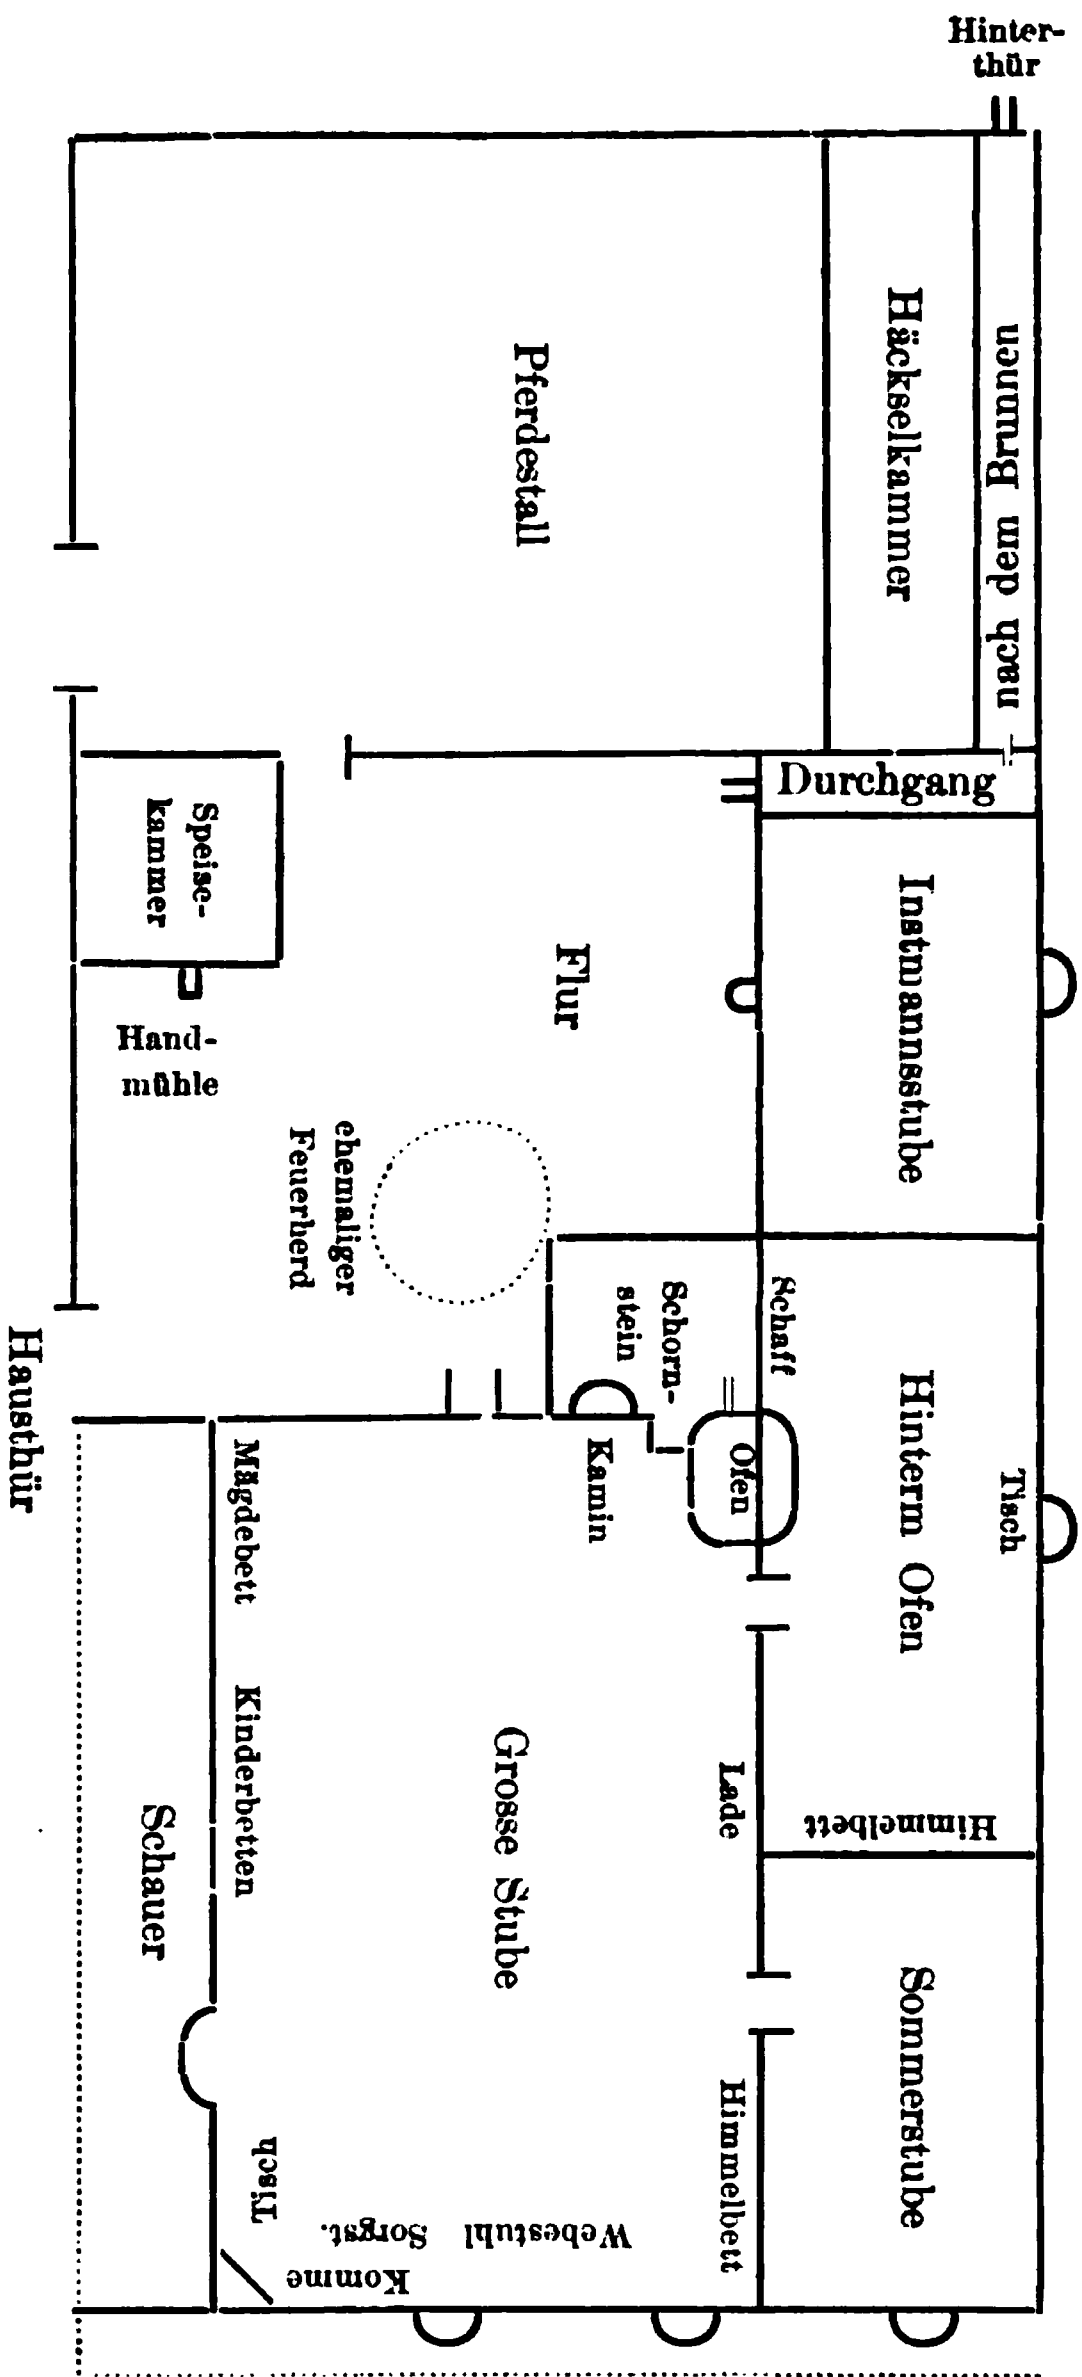 Hinter-
thür
nach dem Brunnen
Häckselkammer
Pferdestall
Durchgang
Speise-
kammer
Hand-
mühle
Flur
Instmannsstube
ehemaliger
Feuerherd
Schorn-
stein
Schaff
Hinterm Ofen
Tisch
Ofen
Kamin
Hausthür
Mägdebett
Kinderbetten
Schauer
Grosse Stube
Lade
Himmelbett
Sommerstube
Himmelbett
Tisch
Webestuhl Sorgst.
Komme